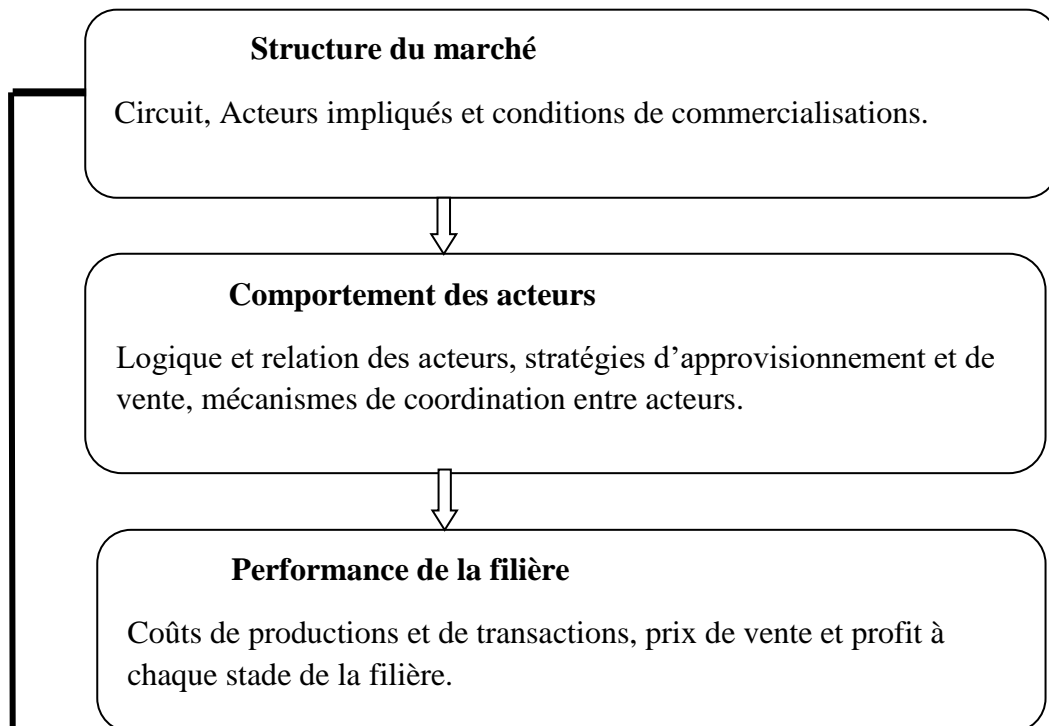 Structure du marché
Circuit, Acteurs impliqués et conditions de commercialisations.
Comportement des acteurs
Logique et relation des acteurs, stratégies d’approvisionnement et de
vente, mécanismes de coordination entre acteurs.
Performance de la filière
Coûts de productions et de transactions, prix de vente et profit à
chaque stade de la filière.